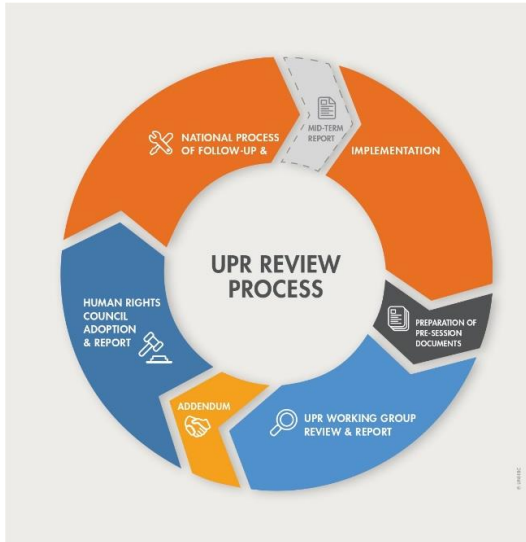 MID-TERM
REPORT
NATIONAL PROCESS
OF FOLLOW-UP &
IMPLEMENTATION
UPR REVIEW
PROCESS
HUMAN RIGHTS
COUNCIL
ADOPTION
& REPORT
PREPARATION OF
PRE-SESSION
DOCUMENTS
ADDENDUM
UPR WORKING GROUP
REVIEW & REPORT